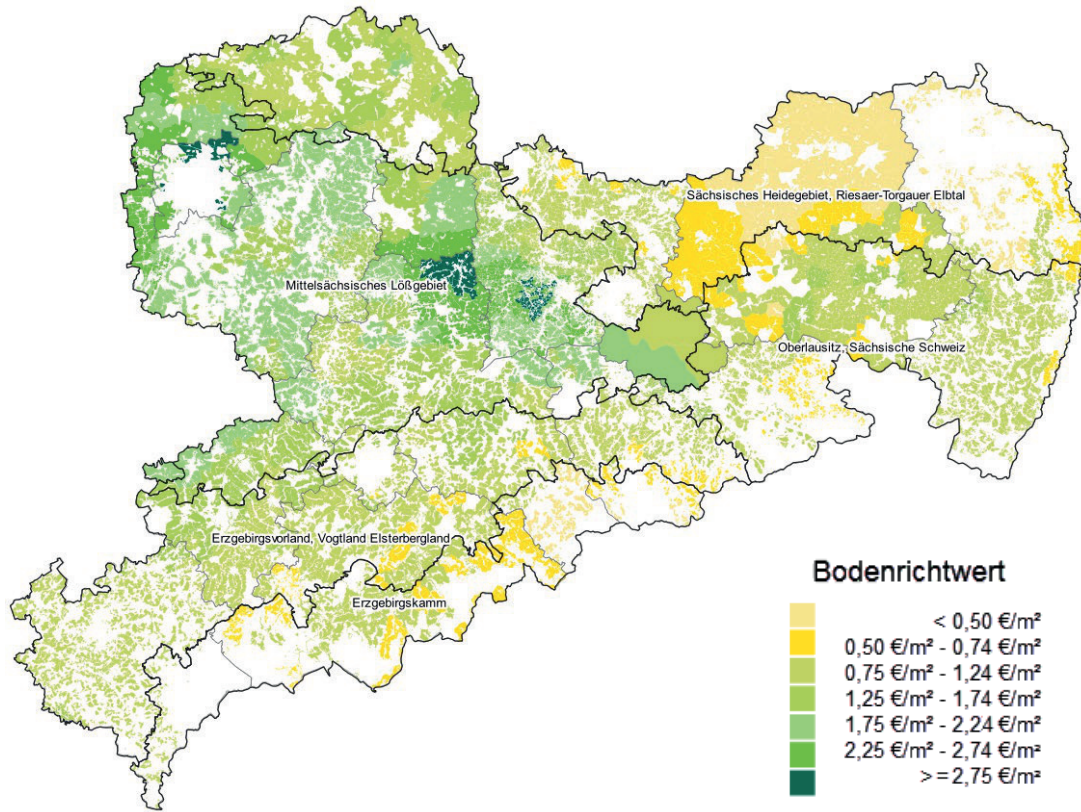 Sächsisches Heidegebiet, Riesaer-Torgauer Elbtal
Mittelsächsisches Lößgebiet
Oberlausitz, Sächsische Schweiz
Erzgebirgsvorland, Vogtland Elsterbergland
Erzgebirgskamm
Bodenrichtwert
< 0,50 €/m²
0,50 €/m² - 0,74 €/m²
0,75 €/m² - 1,24 €/m²
1,25 €/m² - 1,74 €/m²
1,75 €/m² - 2,24 €/m²
2,25 €/m² - 2,74 €/m²
>=2,75 €/m²